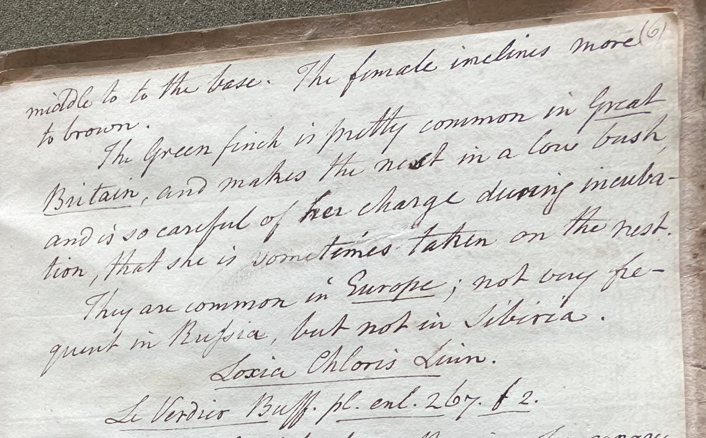 (6)
middle to to the base. The female inclines more
to brown.
The Green finch is pretty common in Great
Britain, and makes the nest in a low bush,
and is so careful of her charge during incuba-
tion, that she is sometimes taken on the nest.
They are common in Europe; not very fre-
quent in Russia, but not in Sibiria.
Loxia Chloris Linn.
Le Verdier Buff. pl. enl. 267. f 2.